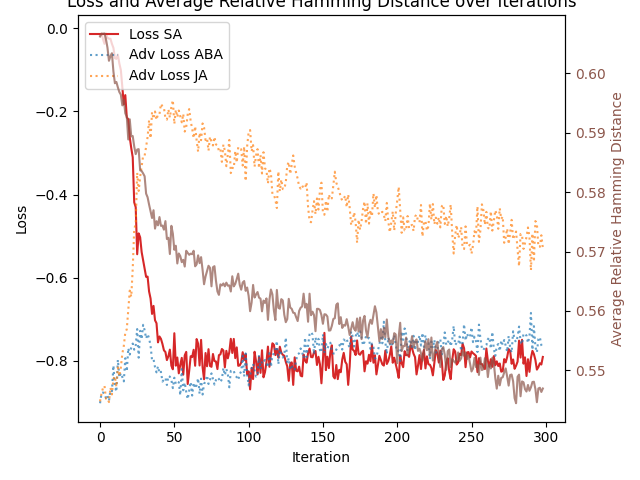 Loss and Average Relative Hamming Distance over Iterations
Loss SA
Adv Loss ABA
Adv Loss JA
0.0
−0.2
−0.4
−0.6
−0.8
Loss
0.60
0.59
0.58
0.57
0.56
0.55
Average Relative Hamming Distance
0
50
100
150
200
250
300
Iteration